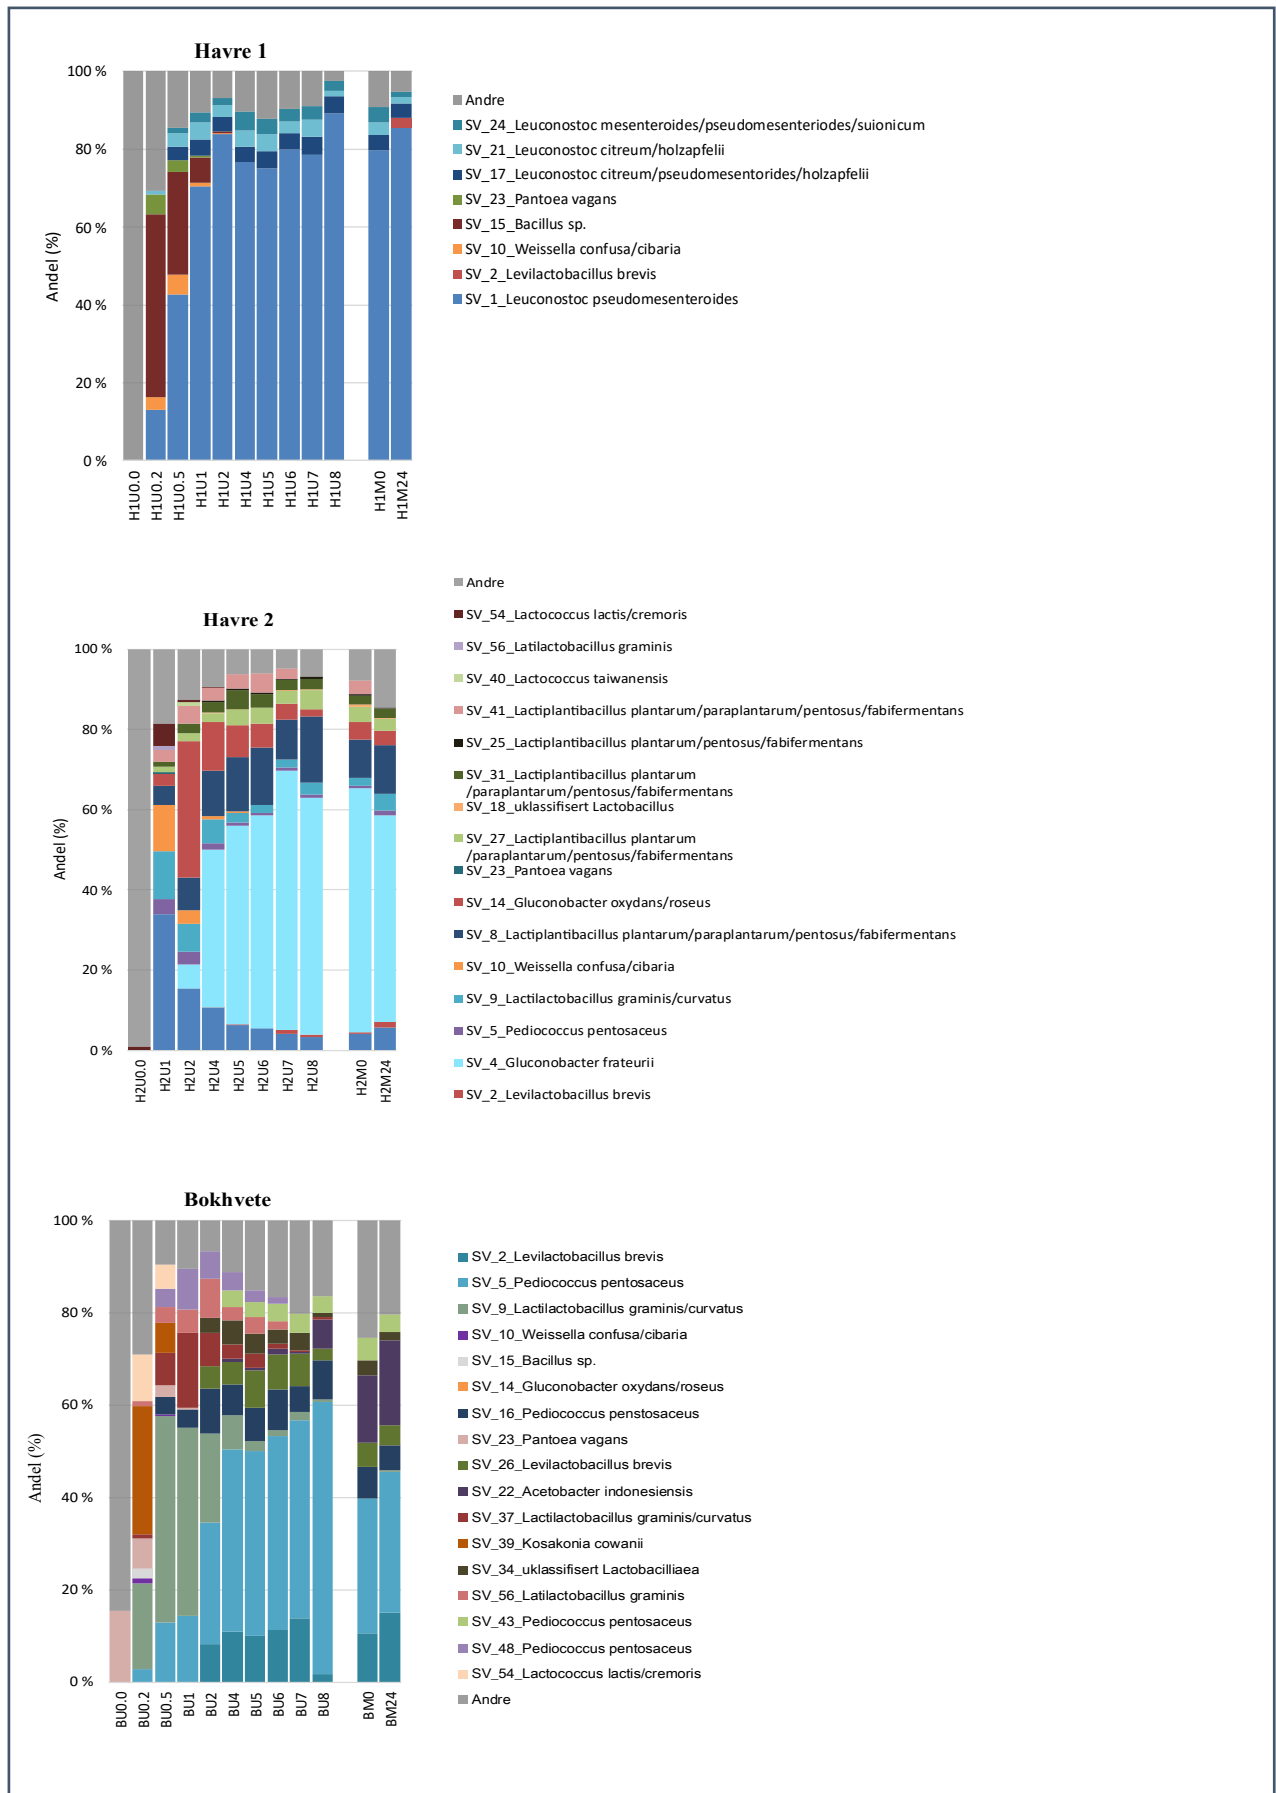 Havre 1
100 %
80 %
60 %
40 %
20 %
0 %
Andel (%)
H1U0.0
H1U0.2
H1U0.5
H1U1
H1U2
H1U4
H1U5
H1U6
H1U7
H1U8
H1M0
H1M24
Andre
SV_24_Leuconostoc mesenteroides/pseudomesenteriodes/suionicum
SV_21_Leuconostoc citreum/holzapfelii
SV_17_Leuconostoc citreum/pseudomesentorides/holzapfelii
SV_23_Pantoea vagans
SV_15_Bacillus sp.
SV_10_Weissella confusa/cibaria
SV_2_Levilactobacillus brevis
SV_1_Leuconostoc pseudomesenteroides
Havre 2
100 %
80 %
60 %
40 %
20 %
0 %
Andel (%)
H2U0.0
H2U1
H2U2
H2U4
H2U5
H2U6
H2U7
H2U8
H2M0
H2M24
Andre
SV_54_Lactococcus lactis/cremoris
SV_56_Latilactobacillus graminis
SV_40_Lactococcus taiwanensis
SV_41_Lactiplantibacillus plantarum/paraplantarum/pentosus/fabifermentans
SV_25_Lactiplantibacillus plantarum/pentosus/fabifermentans
SV_31_Lactiplantibacillus plantarum
/paraplantarum/pentosus/fabifermentans
SV_18_uklassifisert Lactobacillus
SV_27_Lactiplantibacillus plantarum
/paraplantarum/pentosus/fabifermentans
SV_23_Pantoea vagans
SV_14_Gluconobacter oxydans/roseus
SV_8_Lactiplantibacillus plantarum/paraplantarum/pentosus/fabifermentans
SV_10_Weissella confusa/cibaria
SV_9_Lactilactobacillus graminis/curvatus
SV_5_Pediococcus pentosaceus
SV_4_Gluconobacter frateurii
SV_2_Levilactobacillus brevis
Bokhvete
100 %
80 %
60 %
40 %
20 %
0 %
Andel (%)
BU0.0
BU0.2
BU0.5
BU1
BU2
BU4
BU5
BU6
BU7
BU8
BM0
BM24
SV_2_Levilactobacillus brevis
SV_5_Pediococcus pentosaceus
SV_9_Lactilactobacillus graminis/curvatus
SV_10_Weissella confusa/cibaria
SV_15_Bacillus sp.
SV_14_Gluconobacter oxydans/roseus
SV_16_Pediococcus penstosaceus
SV_23_Pantoea vagans
SV_26_Levilactobacillus brevis
SV_22_Acetobacter indonesiensis
SV_37_Lactilactobacillus graminis/curvatus
SV_39_Kosakonia cowanii
SV_34_uklassifisert Lactobacilliaea
SV_56_Latilactobacillus graminis
SV_43_Pediococcus pentosaceus
SV_48_Pediococcus pentosaceus
SV_54_Lactococcus lactis/cremoris
Andre